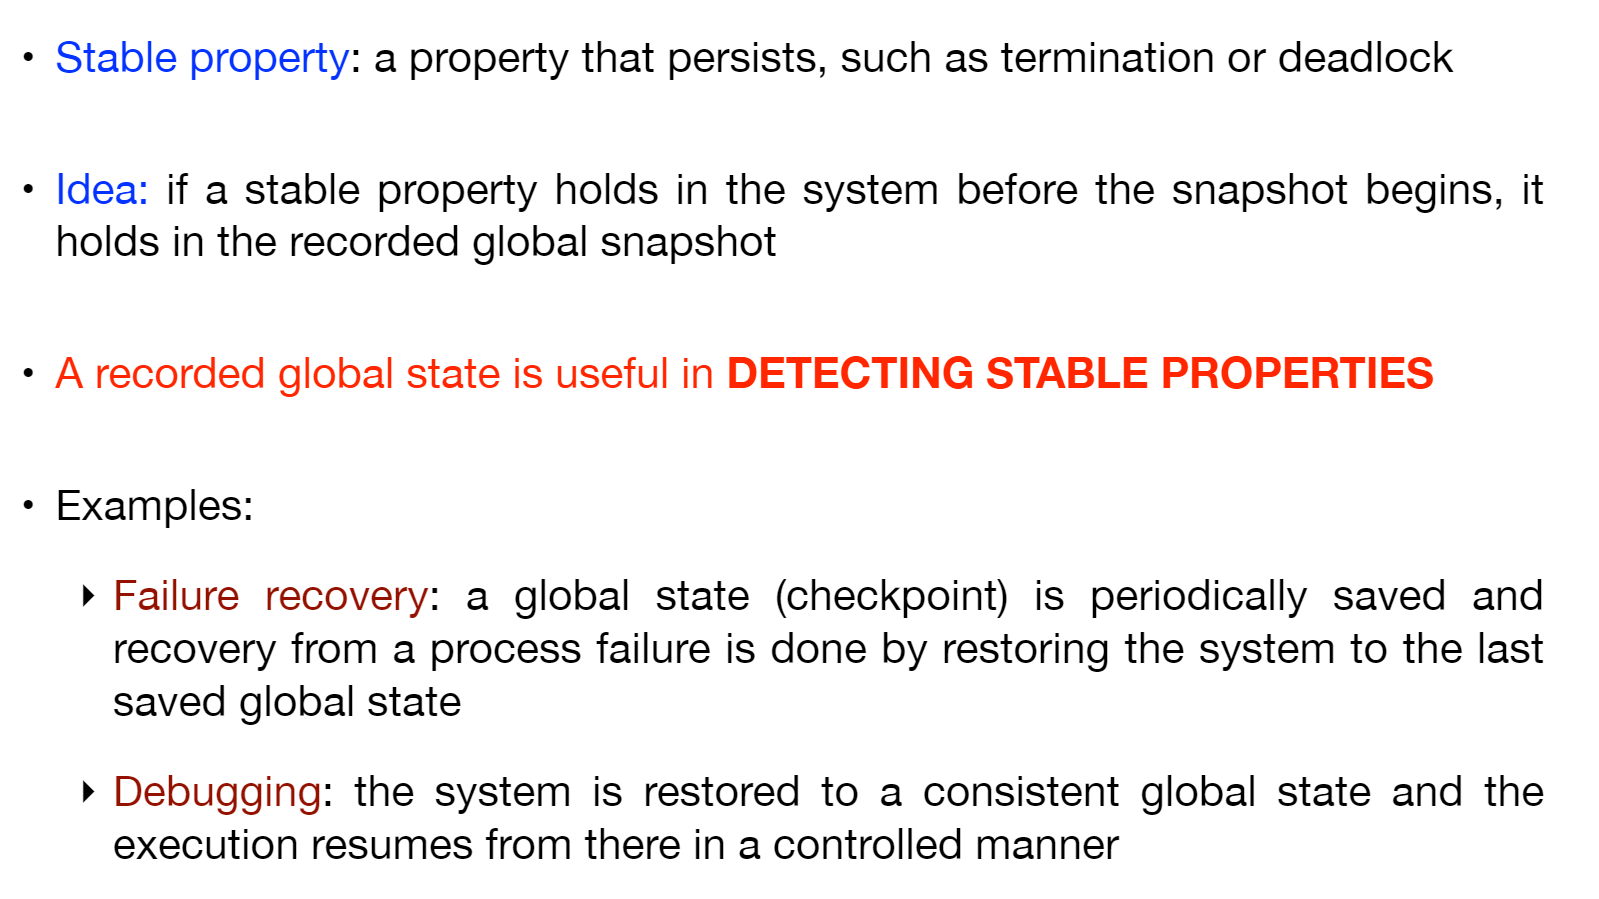 • Stable property: a property that persists, such as termination or deadlock
• Idea: if a stable property holds in the system before the snapshot begins, it
holds in the recorded global snapshot
• A recorded global state is useful in DETECTING STABLE PROPERTIES
• Examples:
‣ Failure recovery: a global state (checkpoint) is periodically saved and
recovery from a process failure is done by restoring the system to the last
saved global state
‣ Debugging: the system is restored to a consistent global state and the
execution resumes from there in a controlled manner